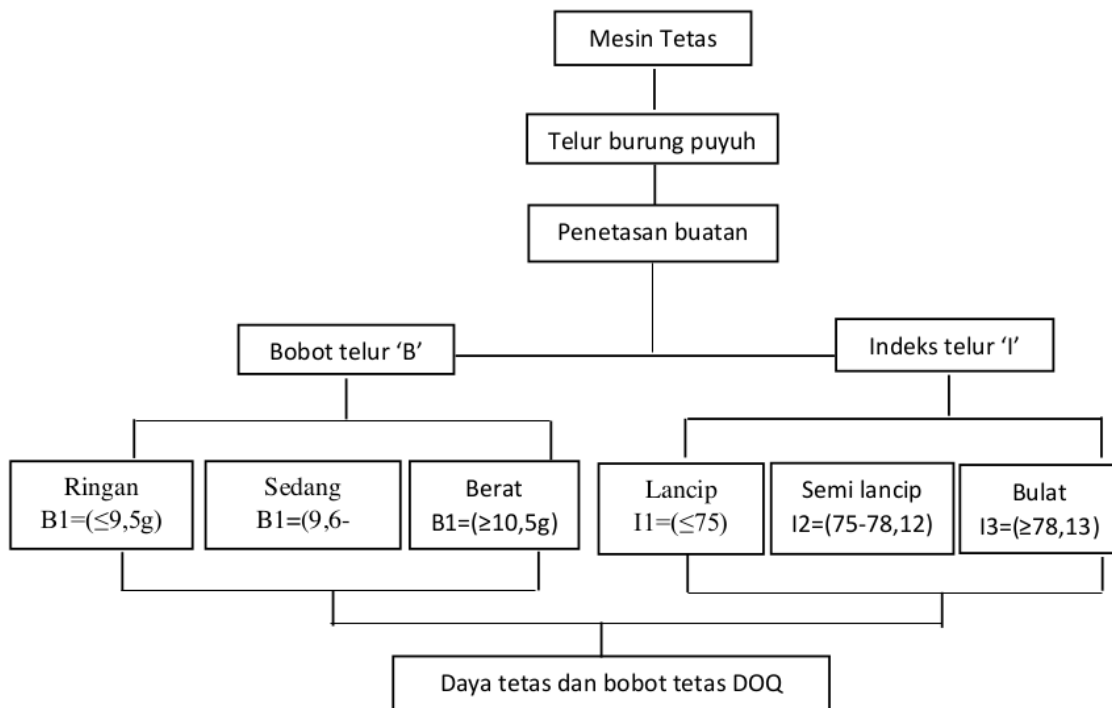 Mesin Tetas
Telur burung puyuh
Penetasan buatan
Bobot telur ‘B’
Indeks telur ‘I’
Ringan
B1=(≤9,5g)
Sedang
B1=(9,6-
Berat
B1=(≥10,5g)
Lancip
I1=(≤75)
Semi lancip
I2=(75-78,12)
Bulat
I3=(≥78,13)
Daya tetas dan bobot tetas DOQ